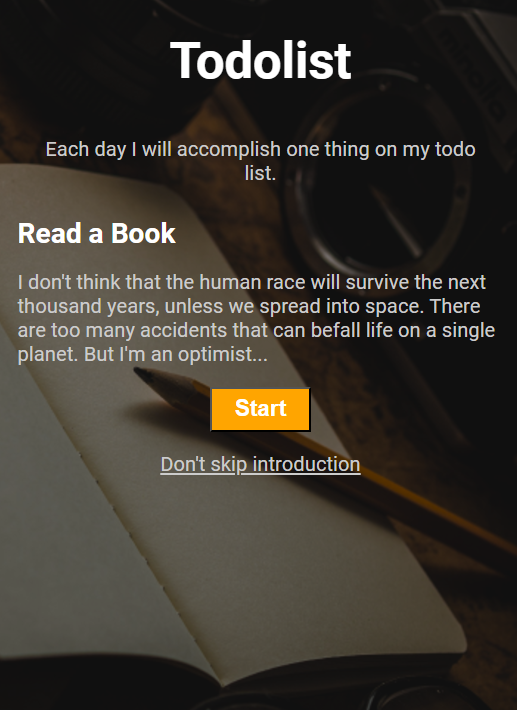 Todolist
Each day I will accomplish one thing on my todo
list.
Read a Book
I don't think that the human race will survive the next
thousand years, unless we spread into space. There
are too many accidents that can befall life on a single
planet. But I'm an optimist...
Start
Don't skip introduction